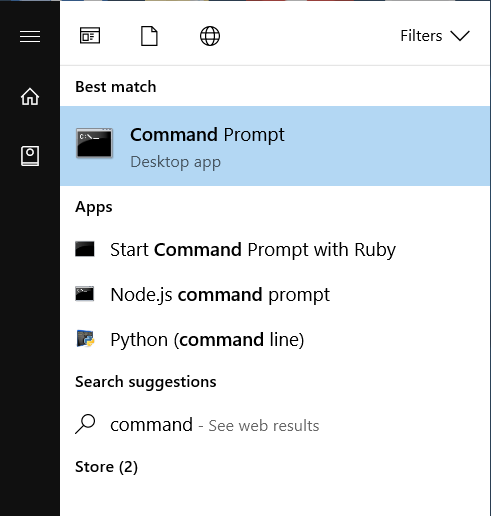 Filters
Best match
Command Prompt
Desktop app
Apps
Start Command Prompt with Ruby
Node.js command prompt
Python (command line)
Search suggestions
command - See web results
Store (2)